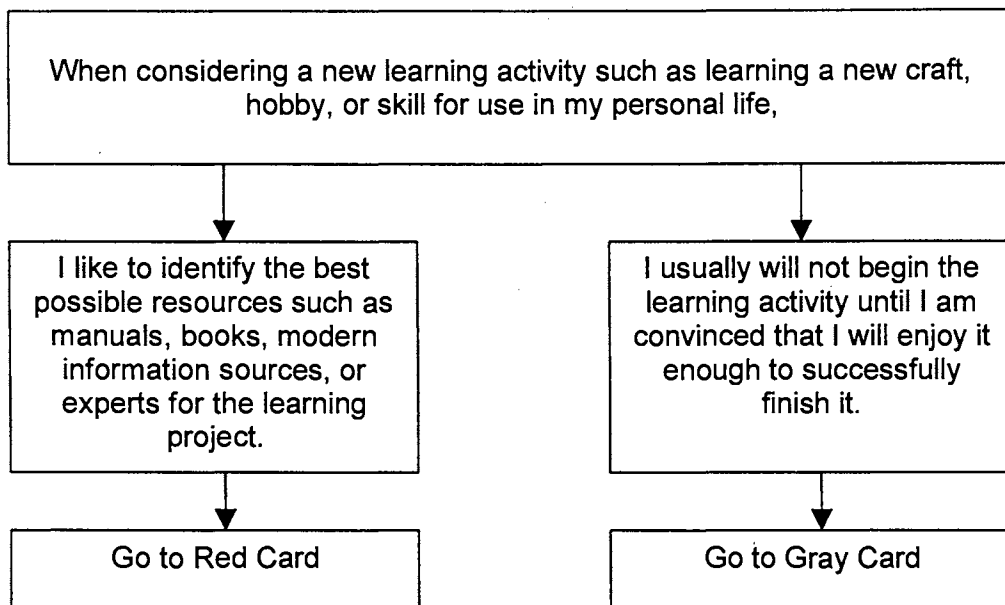 When considering a new learning activity such as learning a new craft,
hobby, or skill for use in my personal life,
I like to identify the best
possible resources such as
manuals, books, modern
information sources, or
experts for the learning
project.
I usually will not begin the
learning activity until I am
convinced that I will enjoy it
enough to successfully
finish it.
Go to Red Card
Go to Gray Card